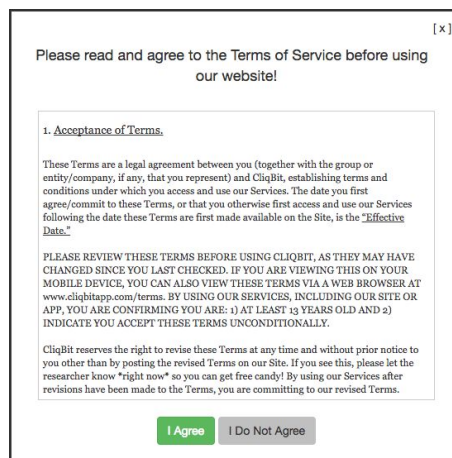 [ x ]
Please read and agree to the Terms of Service before using
our website!
1. Acceptance of Terms.
These Terms are a legal agreement between you (together with the group or
entity/company, if any, that you represent) and CliqBit, establishing terms and
conditions under which you access and use our Services. The date you first
agree/commit to these Terms, or that you otherwise first access and use our Services
following the date these Terms are first made available on the Site, is the “Effective
Date.”
PLEASE REVIEW THESE TERMS BEFORE USING CLIQBIT, AS THEY MAY HAVE
CHANGED SINCE YOU LAST CHECKED. IF YOU ARE VIEWING THIS ON YOUR
MOBILE DEVICE, YOU CAN ALSO VIEW THESE TERMS VIA A WEB BROWSER AT
www.cliqbitapp.com/terms. BY USING OUR SERVICES, INCLUDING OUR SITE OR
APP, YOU ARE CONFIRMING YOU ARE: 1) AT LEAST 13 YEARS OLD AND 2)
INDICATE YOU ACCEPT THESE TERMS UNCONDITIONALLY.
CliqBit reserves the right to revise these Terms at any time and without prior notice to
you other than by posting the revised Terms on our Site. If you see this, please let the
researcher know *right now* so you can get free candy! By using our Services after
revisions have been made to the Terms, you are committing to our revised Terms.
I Agree I Do Not Agree